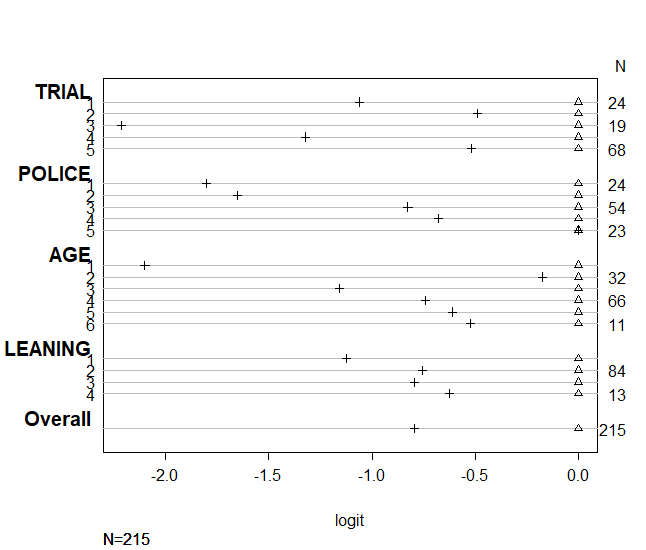 N
TRIAL
1 24
2
3 19
4
5 68
POLICE
1 24
2
3 54
4
5 23
AGE
1
2 32
3
4 66
5
6 11
LEANING
1
2 84
3
4 13
Overall
215
-2.0 -1.5 -1.0 -0.5 0.0
logit
N=215